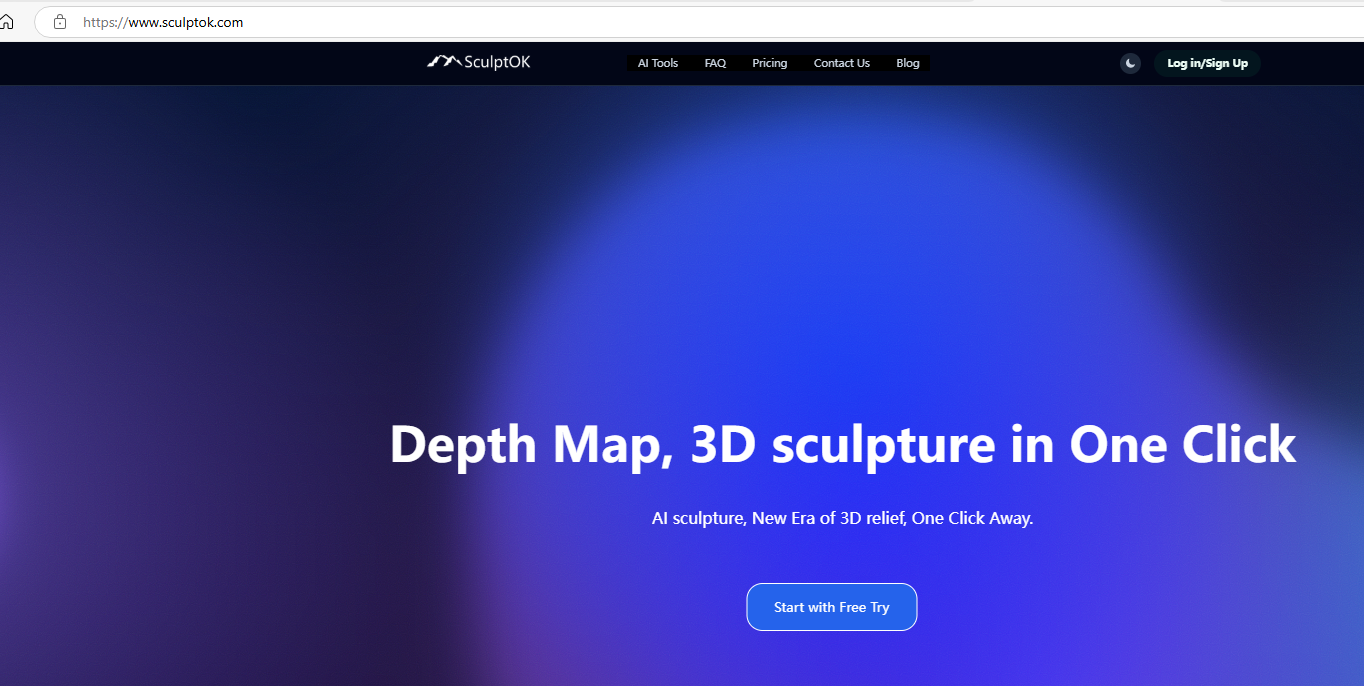 https://www.sculptok.com
SculptOK
AI Tools FAQ Pricing Contact Us Blog
Log in/Sign Up
Depth Map, 3D sculpture in One Click
AI sculpture, New Era of 3D relief, One Click Away.
Start with Free Try